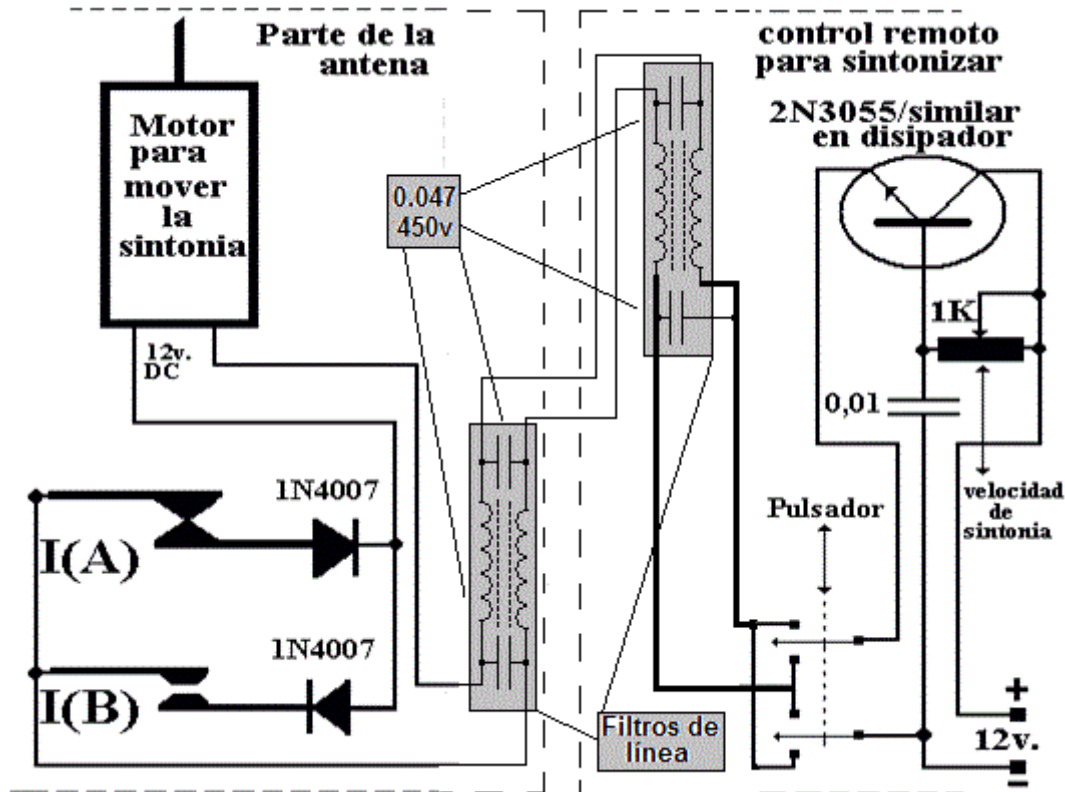 Parte de la
antena
control remoto
para sintonizar
2N3055/similar
en disipador
Motor
para
mover
la
sintonia
0.047
450v
12v.
DC
1K
0,01
velocidad
de
sintonia
1N4007
I(A)
Pulsador
1N4007
I(B)
Filtros de
línea
+
12v.
–